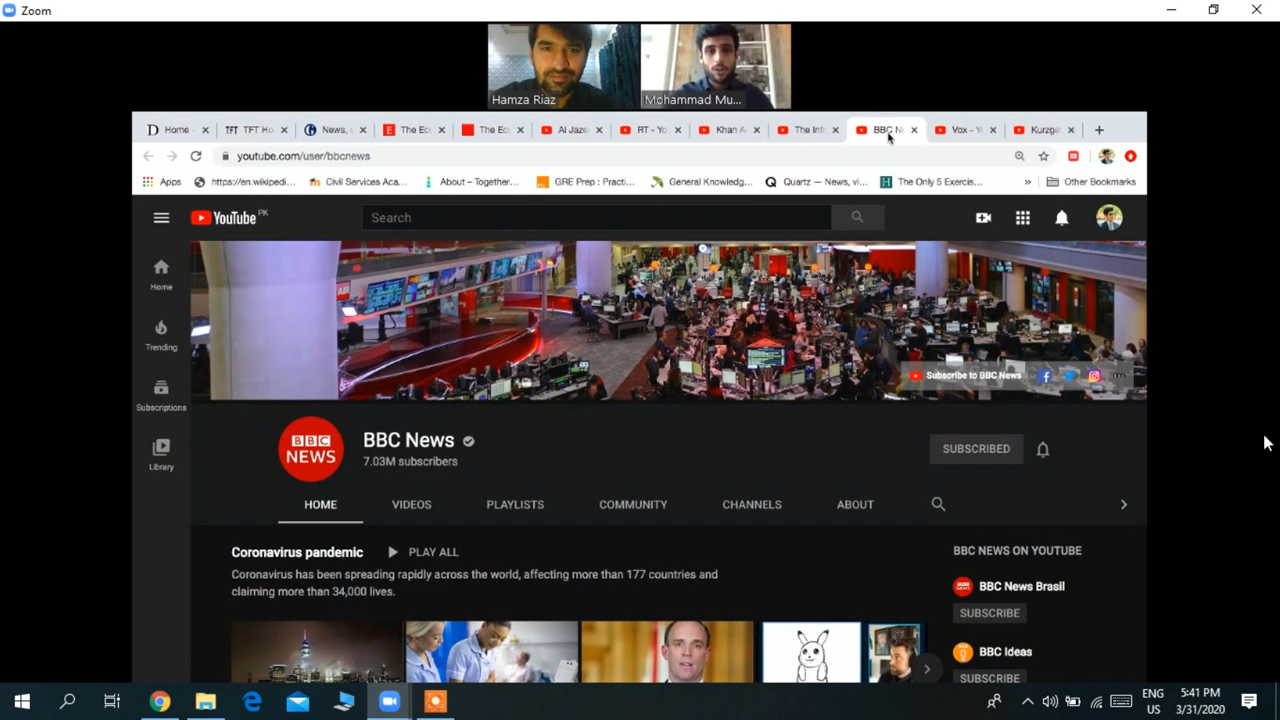 Zoom
Hamza Riaz
Mohammad Mu...
Home
TFT Ho
News,
The Ec
The Ec
Al Jaze
RT - Yo
Khan A
The Inf
BBC N
Vox - Y
Kurzge
youtube.com/user/bbcnews
Apps
https://en.wikipedi...
Civil Services Aca...
About – Together...
GRE Prep : Practi...
General Knowledg...
Quartz — News, vi...
The Only 5 Exercis...
»
Other Bookmarks
YouTube PK
Search
Home
Trending
Subscriptions
Library
Subscribe to BBC News
BBC NEWS
BBC News
7.03M subscribers
SUBSCRIBED
HOME VIDEOS PLAYLISTS COMMUNITY CHANNELS ABOUT
Coronavirus pandemic
PLAY ALL
Coronavirus has been spreading rapidly across the world, affecting more than 177 countries and
claiming more than 34,000 lives.
BBC NEWS ON YOUTUBE
BBC News Brasil
SUBSCRIBE
BBC Ideas
SUBSCRIBE
ENG
US
5:41 PM
3/31/2020